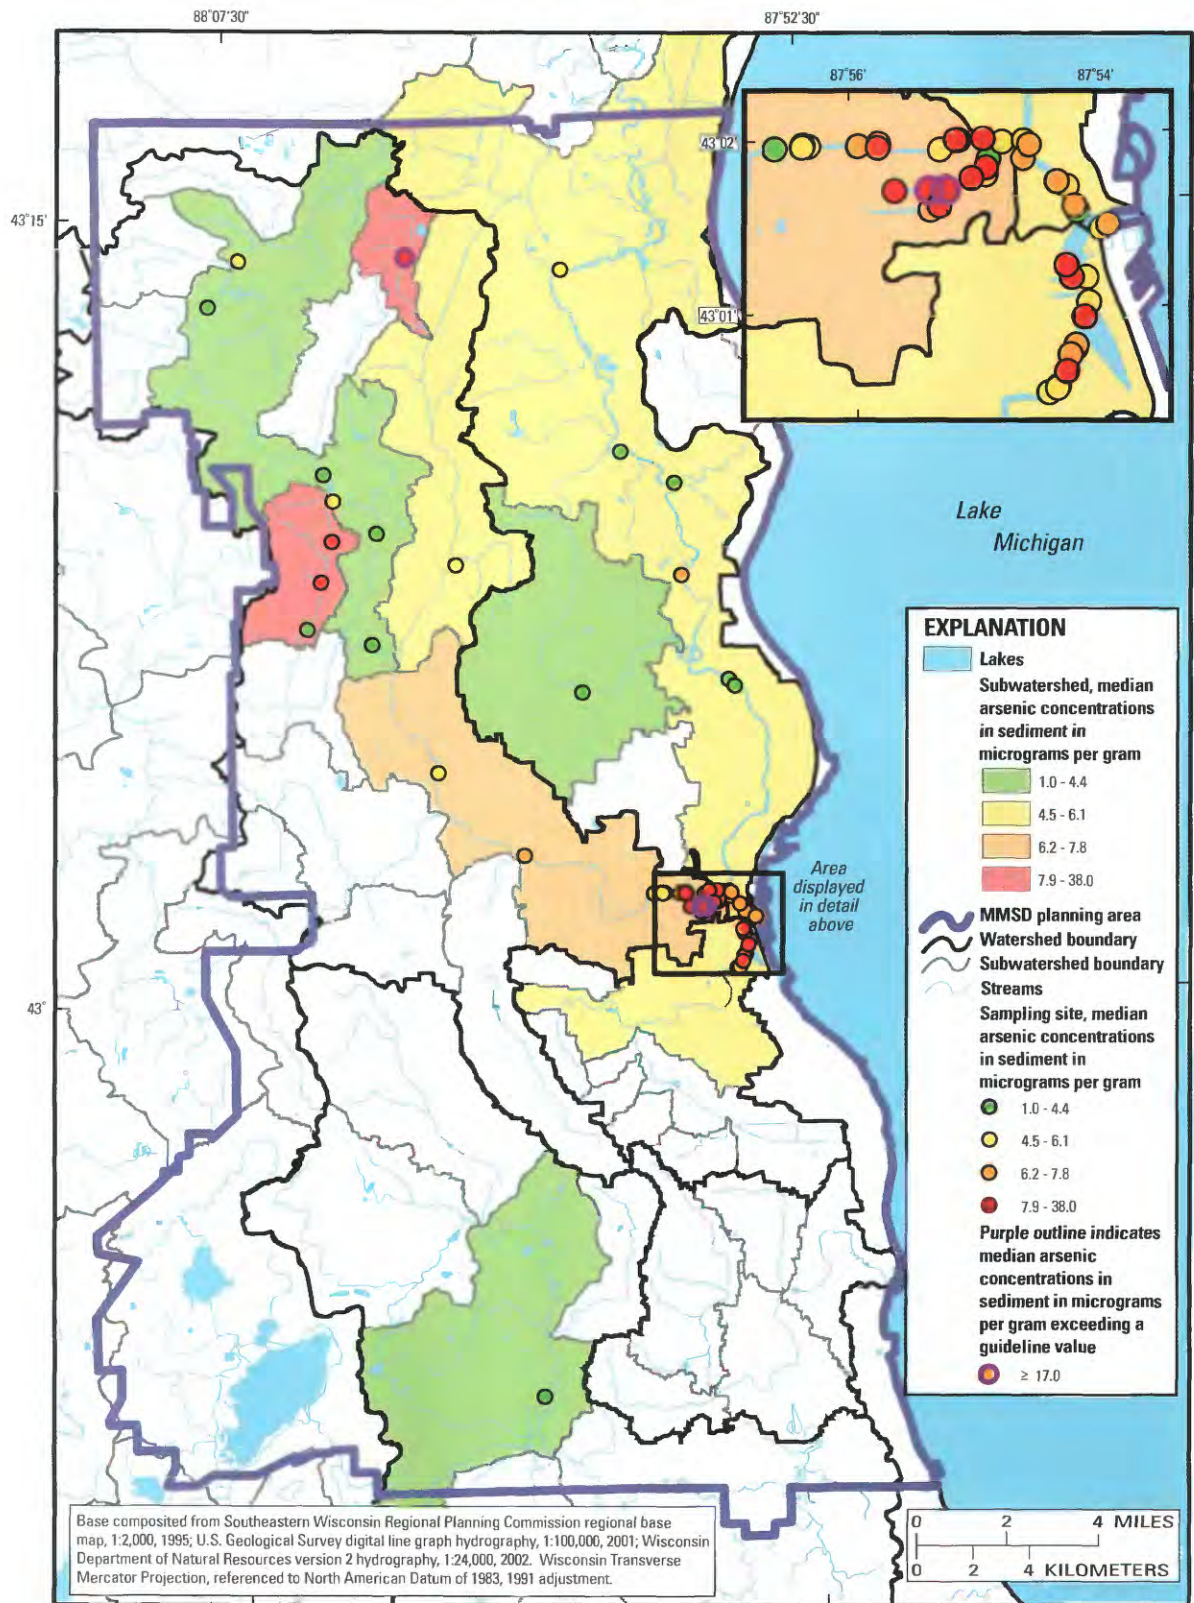 88°07'30"
87°52'30"
87°56'
87°54'
43°02'
43°15'
43°01'
Lake
Michigan
Area
displayed
in detail
above
43°
EXPLANATION
Lakes
Subwatershed, median
arsenic concentrations
in sediment in
micrograms per gram
1.0 - 4.4
4.5 - 6.1
6.2 - 7.8
7.9 - 38.0
MMSD planning area
Watershed boundary
Subwatershed boundary
Streams
Sampling site, median
arsenic concentrations
in sediment in
micrograms per gram
1.0 - 4.4
4.5 - 6.1
6.2 - 7.8
7.9 - 38.0
Purple outline indicates
median arsenic
concentrations in
sediment in micrograms
per gram exceeding a
guideline value
≥ 17.0
Base composited from Southeastern Wisconsin Regional Planning Commission regional base
map, 1:2,000, 1995; U.S. Geological Survey digital line graph hydrography, 1:100,000, 2001; Wisconsin
Department of Natural Resources version 2 hydrography, 1:24,000, 2002. Wisconsin Transverse
Mercator Projection, referenced to North American Datum of 1983, 1991 adjustment.
0 2 4 MILES
0 2 4 KILOMETERS